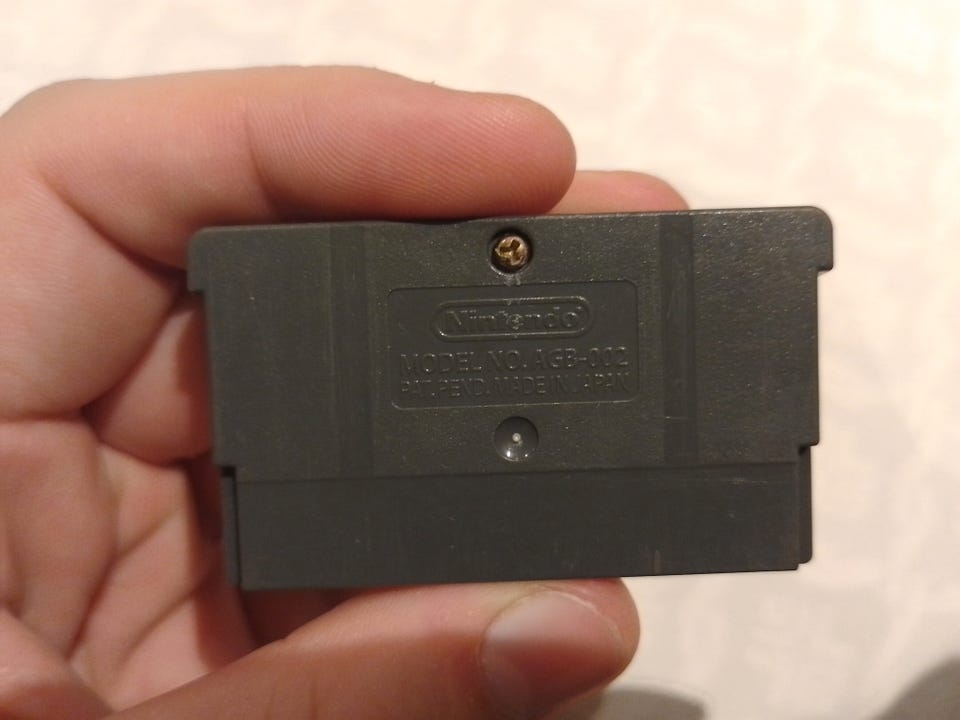 Nintendo®
MODEL NO. AGB-002
PAT. PEND. MADE IN JAPAN